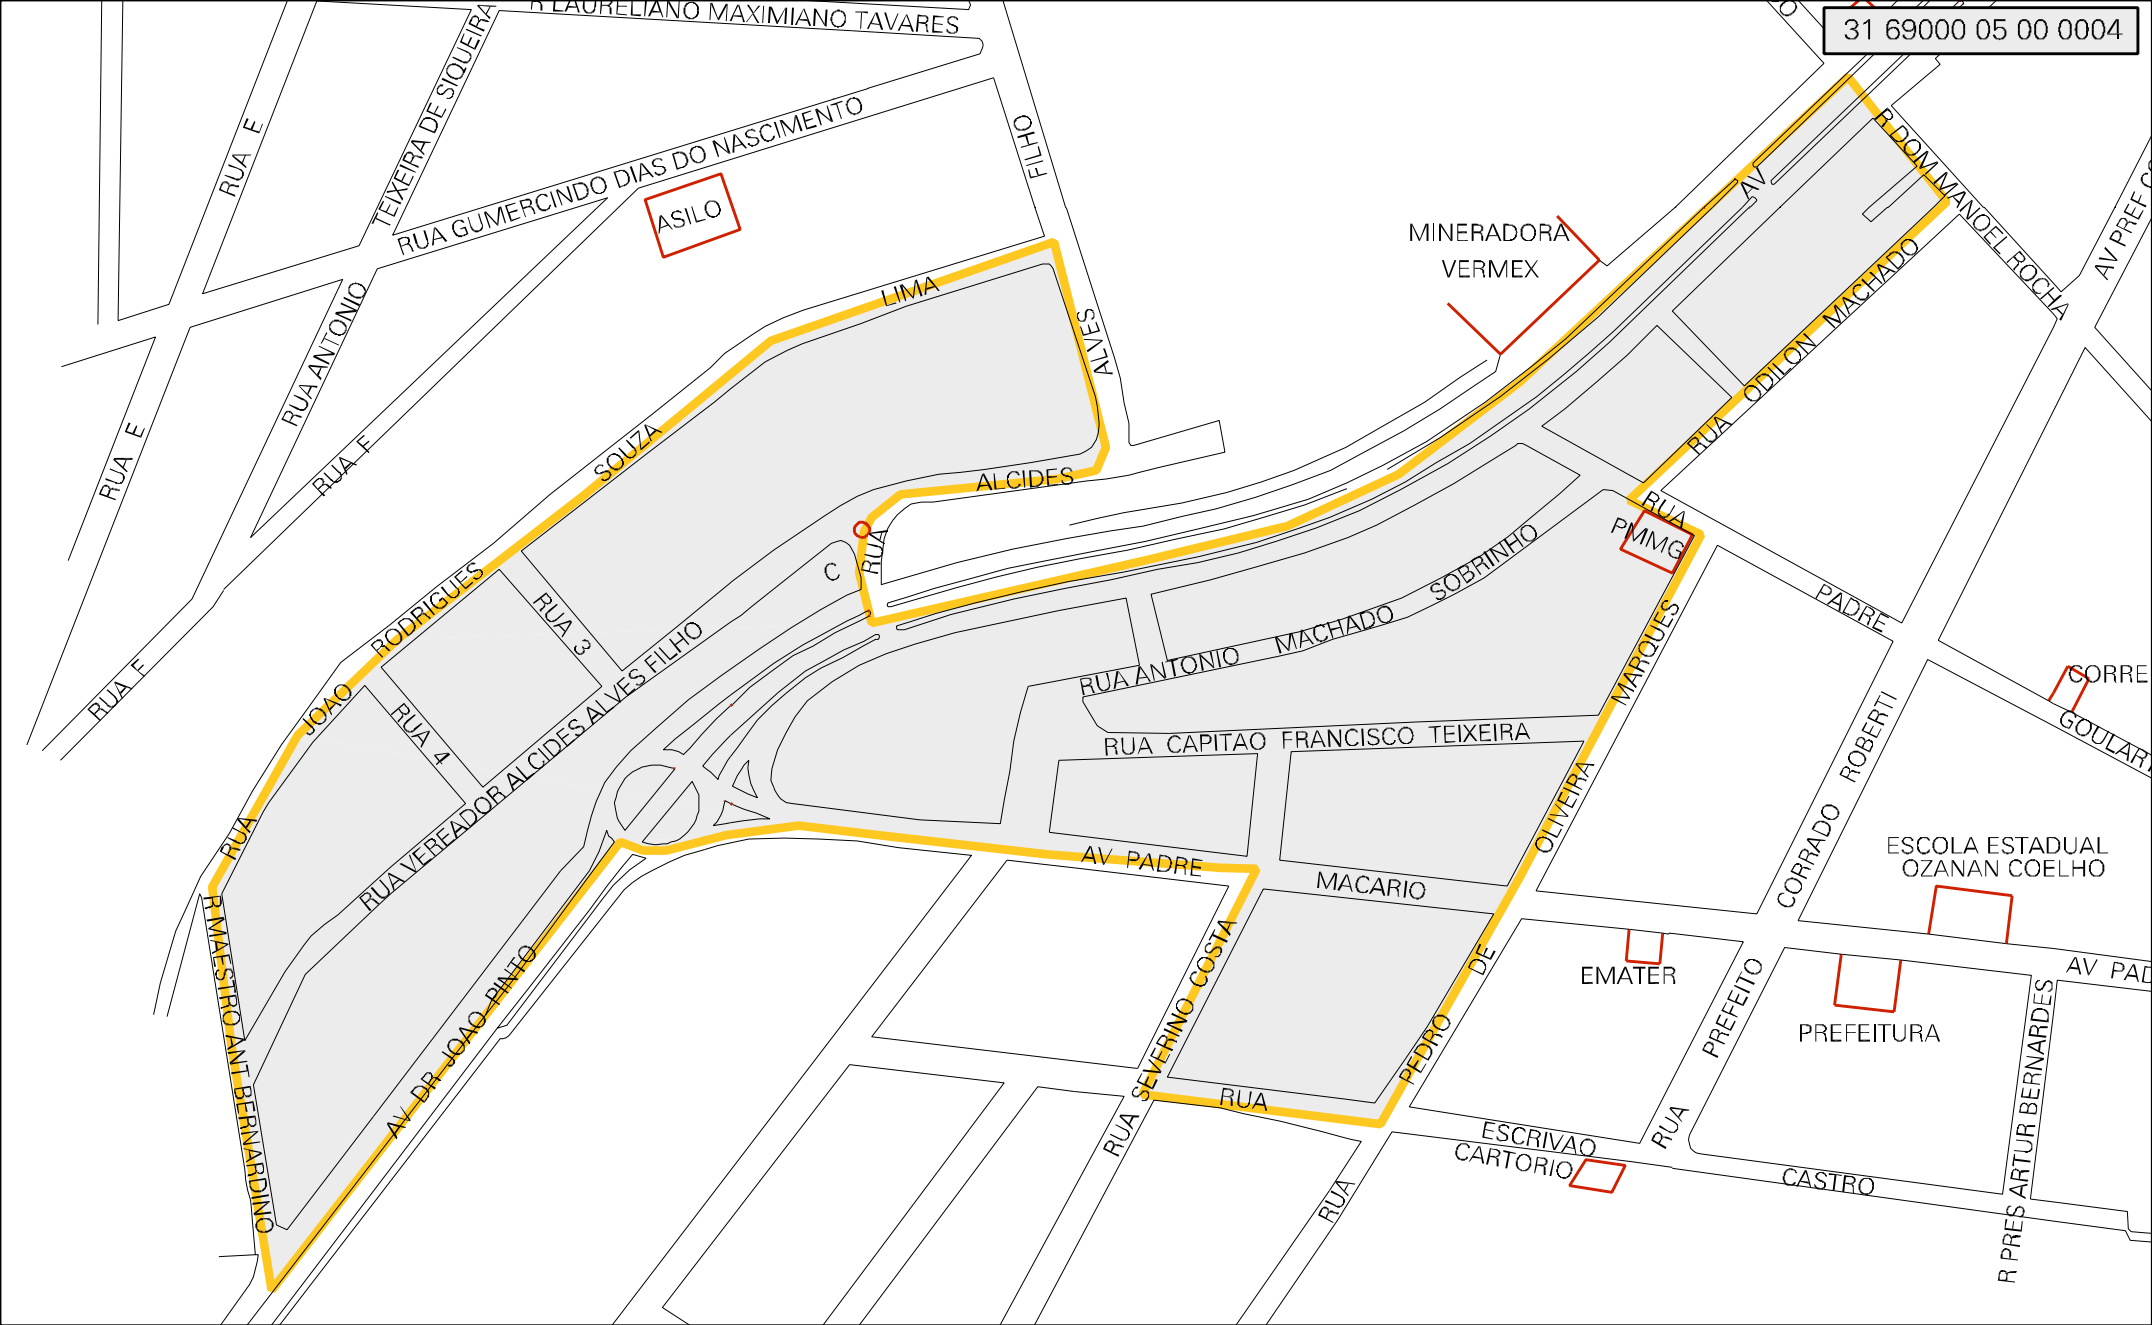 R LAURELIANO MAXIMIANO TAVARES
31 69000 05 00 0004
RUA E
TEIXEIRA DE SIQUEIRA
RUA GUMERCINDO DIAS DO NASCIMENTO
FILHO
ASILO
R DOM MANOEL ROCHA
AV PREF
AV
MINERADORA
VERMEX
LIMA
ALVES
RUA ANTONIO
RUA ODILON MACHADO
RUA E
RUA F
SOUZA
ALCIDES
RUA
C
RUA
PMMG
RODRIGUES
RUA 3
SOBRINHO
MACHADO
RUA ANTONIO
PADRE
MARQUES
CORRE
GOULART
RUA F
JOAO
RUA 4
RUA VEREADOR ALCIDES ALVES FILHO
RUA CAPITAO FRANCISCO TEIXEIRA
ROBERTI
CORRADO
OLIVEIRA
RUA
AV PADRE
MACARIO
ESCOLA ESTADUAL
OZANAN COELHO
R MAESTRO ANT BERNARDINO
AV DR JOAO PINTO
SEVERINO COSTA
RUA
DE
PEDRO
RUA
EMATER
PREFEITO
RUA
PREFEITURA
AV PAD
R PRES ARTUR BERNARDES
RUA
ESCRIVAO
CARTORIO
CASTRO